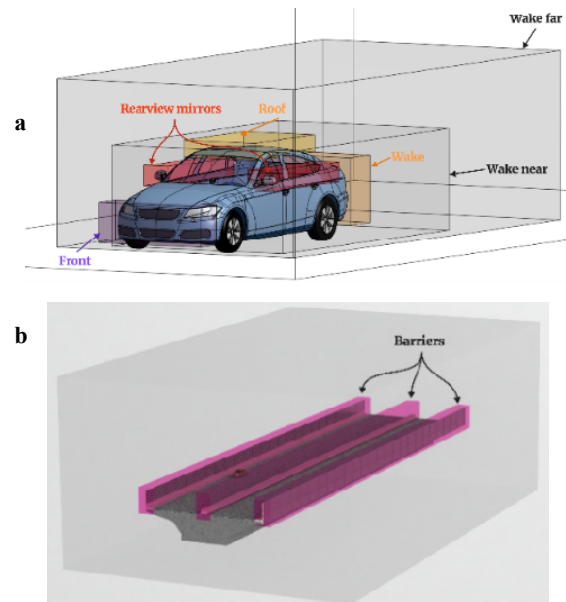 Wake far
a
Rearview mirrors
Roof
Wake
Wake near
Front
b
Barriers